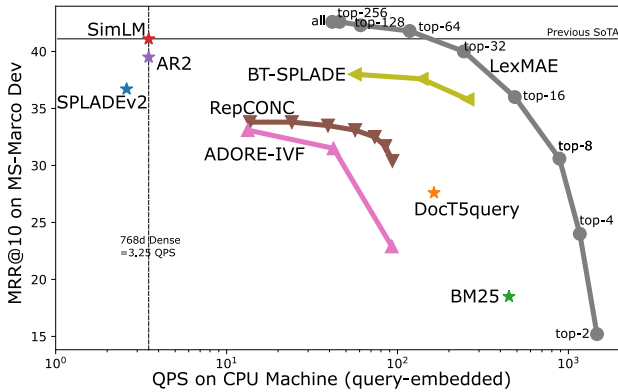 MRR@10 on MS-Marco Dev
40
35
30
25
20
15
all
top-256
top-128
top-64
Previous SoTA
SimLM
top-32
AR2
BT-SPLADE
LexMAE
SPLADEv2
top-16
RepCONC
ADORE-IVF
top-8
DocT5query
top-4
768d Dense
=3.25 QPS
BM25
top-2
10⁰
10¹
10²
10³
QPS on CPU Machine (query-embedded)